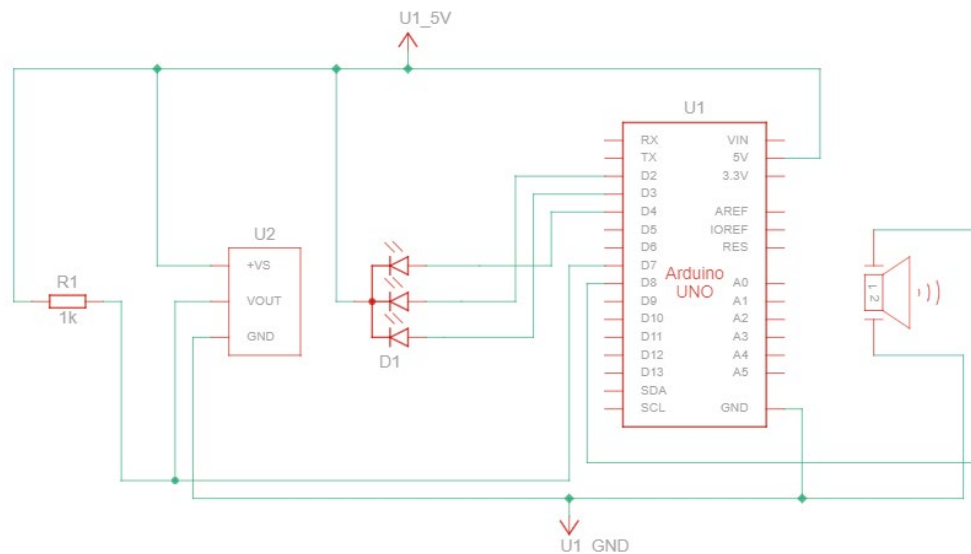 U1_5V
U1
RX
TX
D2
D3
D4
D5
D6
D7
D8
D9
D10
D11
D12
D13
SDA
SCL
VIN
5V
3.3V
AREF
IOREF
RES
A0
A1
A2
A3
A4
A5
GND
Arduino
UNO
U2
+VS
VOUT
GND
R1
1k
D1
1 2
U1_GND